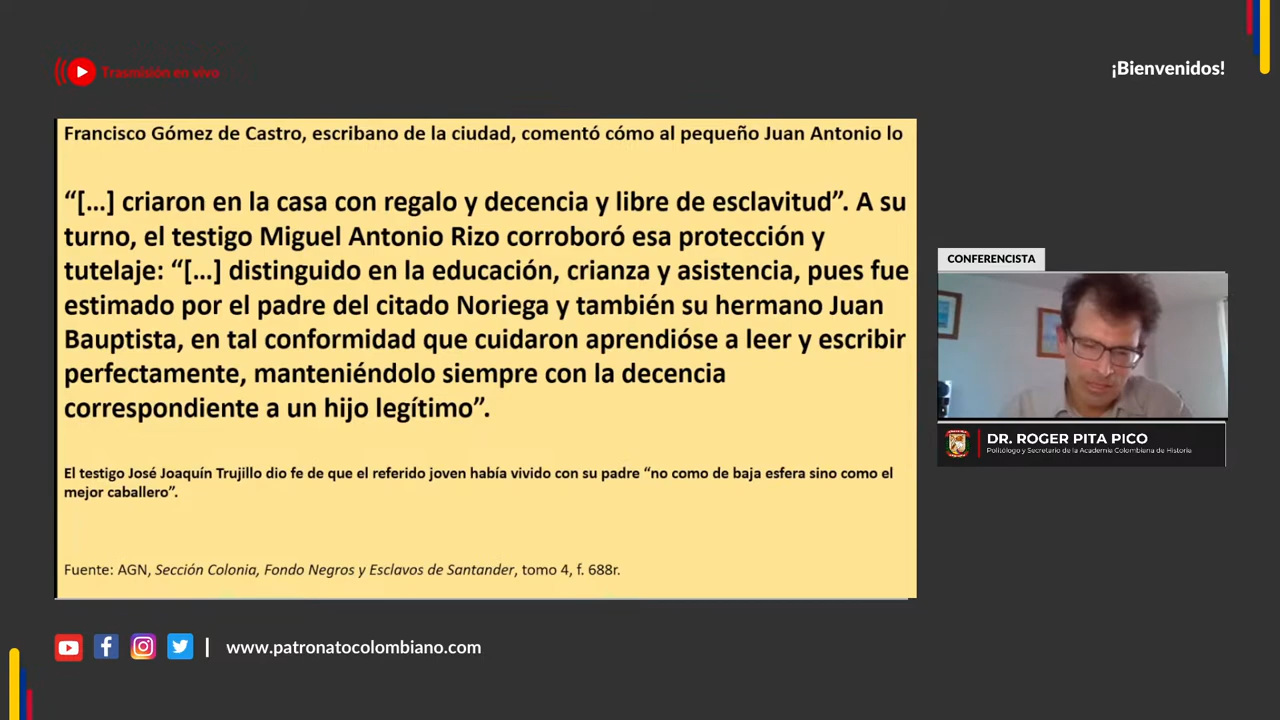 Trasmisión en vivo
¡Bienvenidos!
Francisco Gómez de Castro, escribano de la ciudad, comentó cómo al pequeño Juan Antonio lo
“[…] criaron en la casa con regalo y decencia y libre de esclavitud”. A su
turno, el testigo Miguel Antonio Rizo corroboró esa protección y
tutelaje: “[…] distinguido en la educación, crianza y asistencia, pues fue
estimado por el padre del citado Noriega y también su hermano Juan
Bauptista, en tal conformidad que cuidaron aprendióse a leer y escribir
perfectamente, manteniéndolo siempre con la decencia
correspondiente a un hijo legítimo”.
El testigo José Joaquín Trujillo dio fe de que el referido joven había vivido con su padre “no como de baja esfera sino como el
mejor caballero”.
Fuente: AGN, Sección Colonia, Fondo Negros y Esclavos de Santander, tomo 4, f. 688r.
CONFERENCISTA
DR. ROGER PITA PICO
Politólogo y Secretario de la Academia Colombiana de Historia
www.patronatocolombiano.com